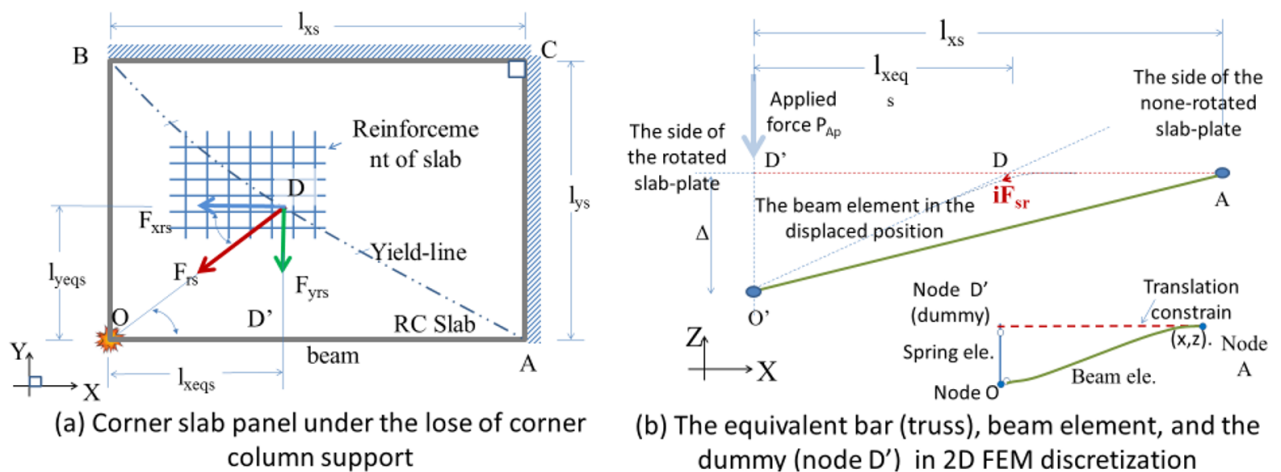 l_xs
B
C
Reinforceme
nt of slab
D
l_ys
F_xrs
Yield-line
l_yeqs
F_rs
F_yrs
O
D'
RC Slab
beam
A
Y
X
l_xeqs
(a) Corner slab panel under the lose of corner
column support
l_xs
l_xeq
s
The side of the
none-rotated
slab-plate
Applied
force P_Ap
The side of
the rotated
slab-plate
D'
D
iF_sr
A
The beam element in the
displaced position
Δ
O'
Z
X
Node D'
(dummy)
Translation
constrain
(x,z).
Node
A
Spring ele.
Node O
Beam ele.
(b) The equivalent bar (truss), beam element, and the
dummy (node D') in 2D FEM discretization